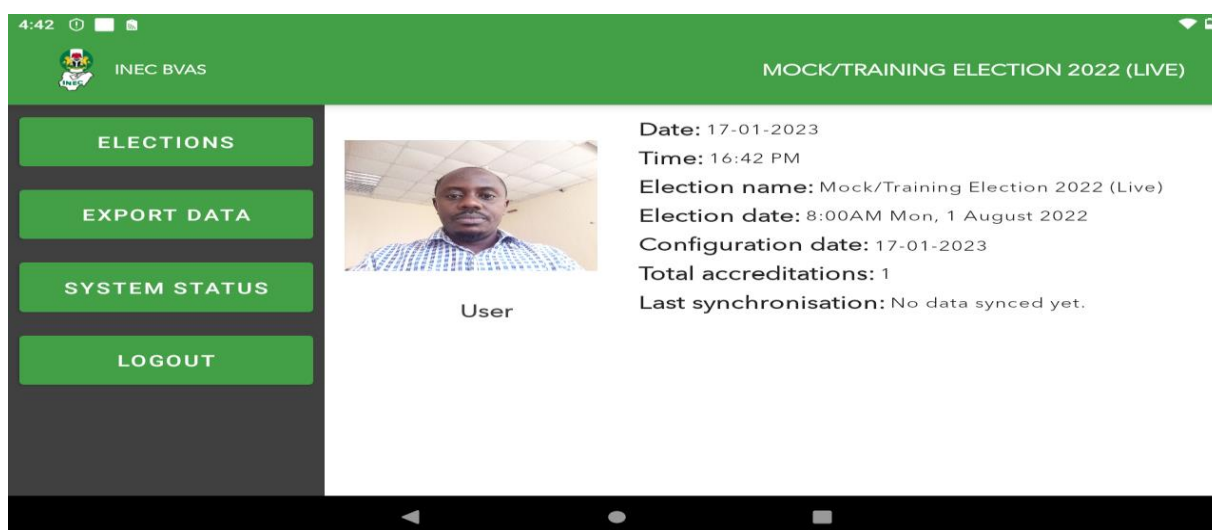 4:42
INEC BVAS
MOCK/TRAINING ELECTION 2022 (LIVE)
ELECTIONS
EXPORT DATA
SYSTEM STATUS
LOGOUT
User
Date: 17-01-2023
Time: 16:42 PM
Election name: Mock/Training Election 2022 (Live)
Election date: 8:00AM Mon, 1 August 2022
Configuration date: 17-01-2023
Total accreditations: 1
Last synchronisation: No data synced yet.
INEC